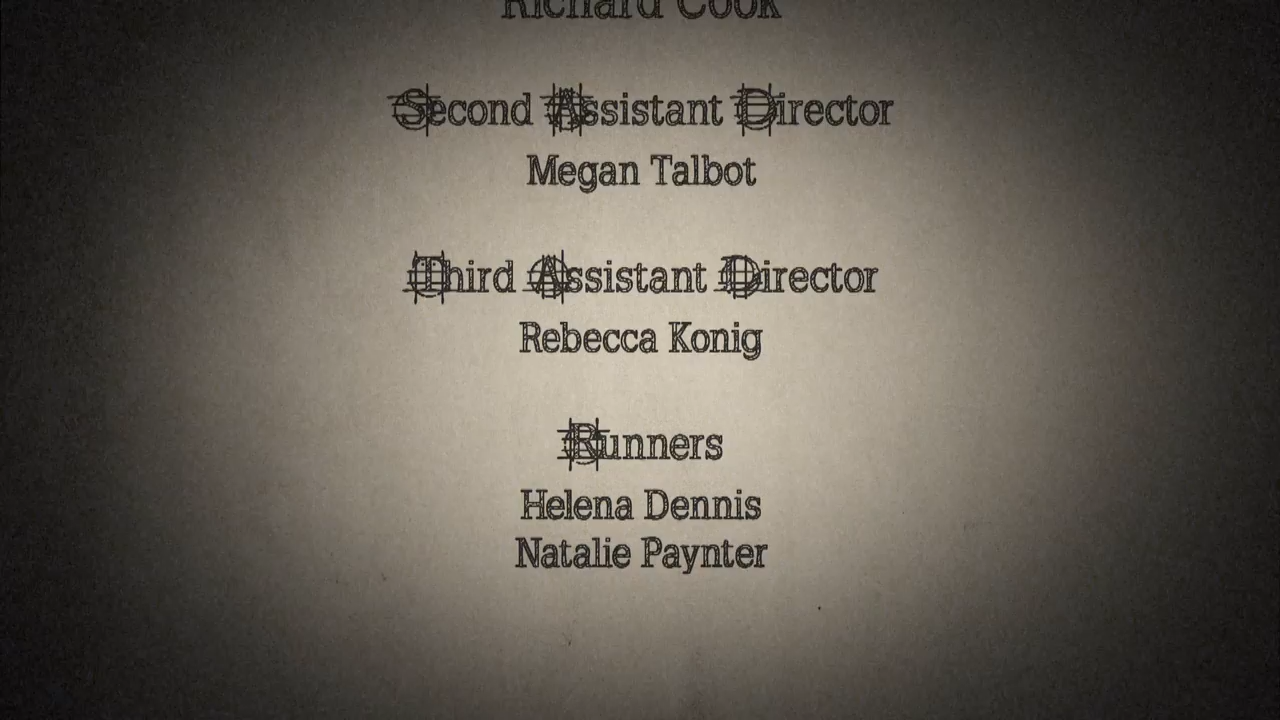 Richard Cook
Second Assistant Director
Megan Talbot
Third Assistant Director
Rebecca Konig
Runners
Helena Dennis
Natalie Paynter